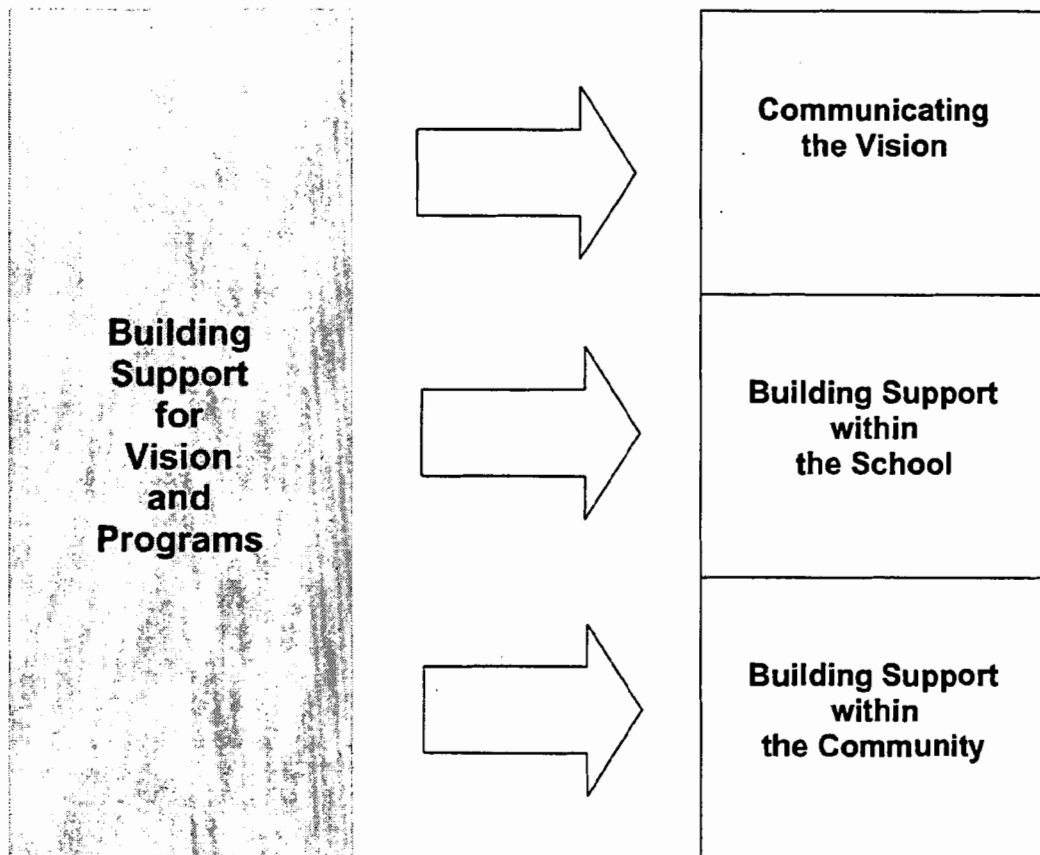 Building
Support
for
Vision
and
Programs
Communicating
the Vision
Building Support
within
the School
Building Support
within
the Community